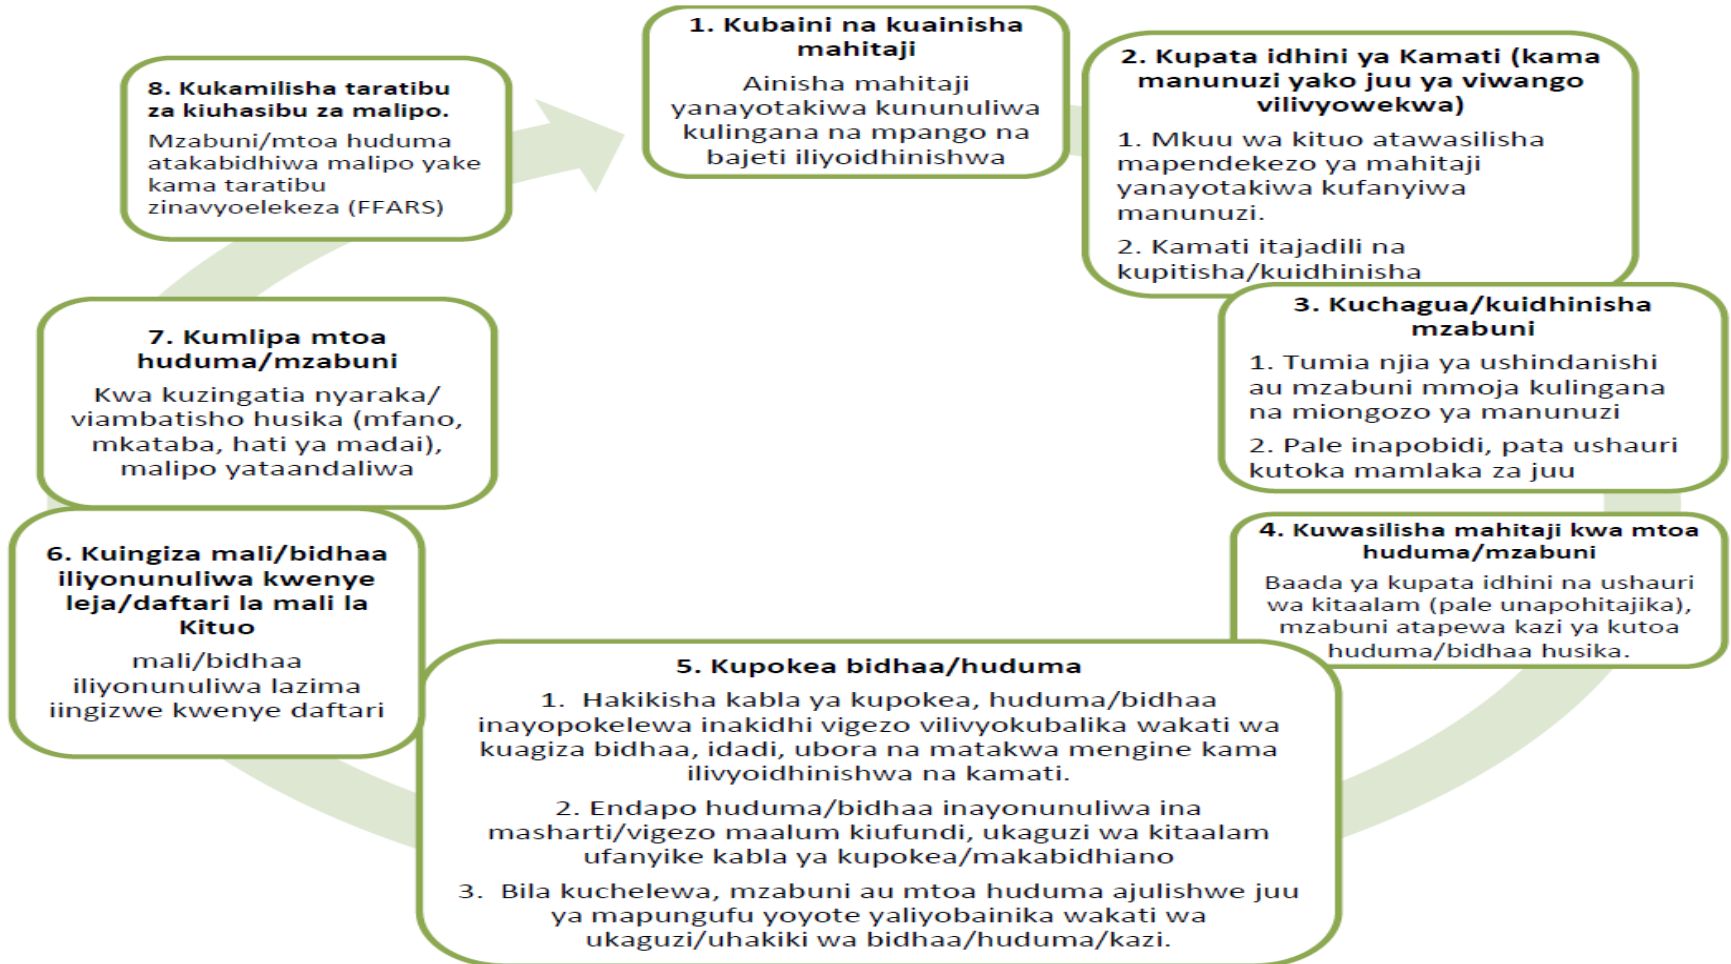 1. Kubaini na kuainisha
mahitaji
Ainisha mahitaji
yanayotakiwa kununuliwa
kulingana na mpango na
bajeti iliyoidhinishwa
2. Kupata idhini ya Kamati (kama
manunuzi yako juu ya viwango
vilivyowekwa)
1. Mkuu wa kituo atawasilisha
mapendekezo ya mahitaji
yanayotakiwa kufanyiwa
manunuzi.
2. Kamati itajadili na
kupitisha/kuidhinisha
3. Kuchagua/kuidhinisha
mzabuni
1. Tumia njia ya ushindanishi
au mzabuni mmoja kulingana
na miongozo ya manunuzi
2. Pale inapobidi, pata ushauri
kutoka mamlaka za juu
4. Kuwasilisha mahitaji kwa mtoa
huduma/mzabuni
Baada ya kupata idhini na ushauri
wa kitaalam (pale unapohitajika),
mzabuni atapewa kazi ya kutoa
huduma/bidhaa husika.
5. Kupokea bidhaa/huduma
1. Hakikisha kabla ya kupokea, huduma/bidhaa
inayopokelewa inakidhi vigezo vilivyokubalika wakati wa
kuagiza bidhaa, idadi, ubora na matakwa mengine kama
ilivyoidhinishwa na kamati.
2. Endapo huduma/bidhaa inayonunuliwa ina
masharti/vigezo maalum kiufundi, ukaguzi wa kitaalam
ufanyike kabla ya kupokea/makabidhiano
3. Bila kuchelewa, mzabuni au mtoa huduma ajulishwe juu
ya mapungufu yoyote yaliyobainika wakati wa
ukaguzi/uhakiki wa bidhaa/huduma/kazi.
6. Kuingiza mali/bidhaa
iliyonunuliwa kwenye
leja/daftari la mali la
Kituo
mali/bidhaa
iliyonunuliwa lazima
iingizwe kwenye daftari
7. Kumlipa mtoa
huduma/mzabuni
Kwa kuzingatia nyaraka/
viambatisho husika (mfano,
mkataba, hati ya madai),
malipo yataandaliwa
8. Kukamilisha taratibu
za kiuhasibu za malipo.
Mzabuni/mtoa huduma
atakabidhiwa malipo yake
kama taratibu
zinavyoelekeza (FFARS)